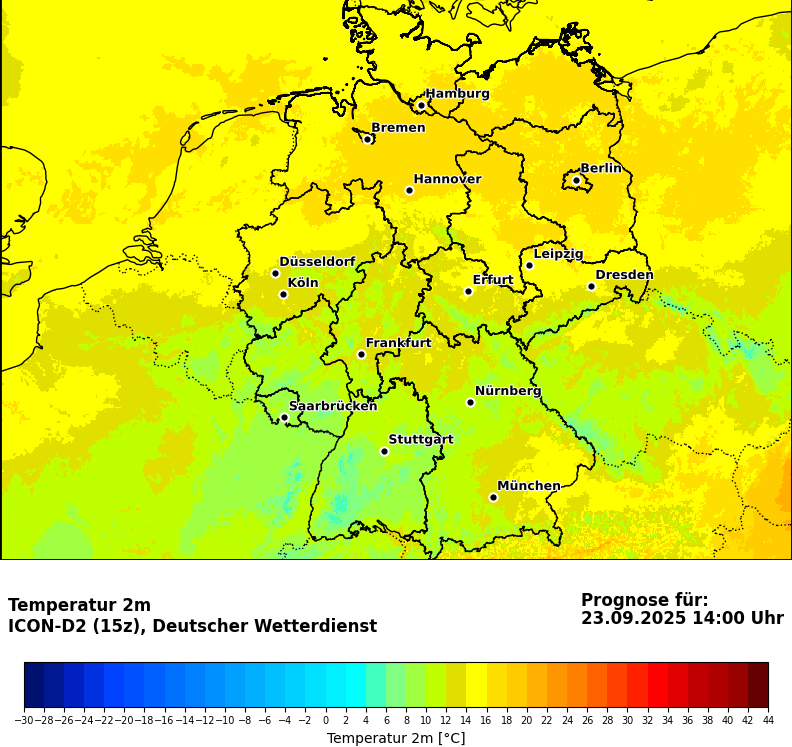 Hamburg
Bremen
Berlin
Hannover
Leipzig
Düsseldorf
Dresden
Köln
Erfurt
Frankfurt
Nürnberg
Saarbrücken
Stuttgart
München
Temperatur 2m
ICON-D2 (15z), Deutscher Wetterdienst
Prognose für:
23.09.2025 14:00 Uhr
−30 −28 −26 −24 −22 −20 −18 −16 −14 −12 −10 −8 −6 −4 −2 0 2 4 6 8 10 12 14 16 18 20 22 24 26 28 30 32 34 36 38 40 42 44
Temperatur 2m [°C]